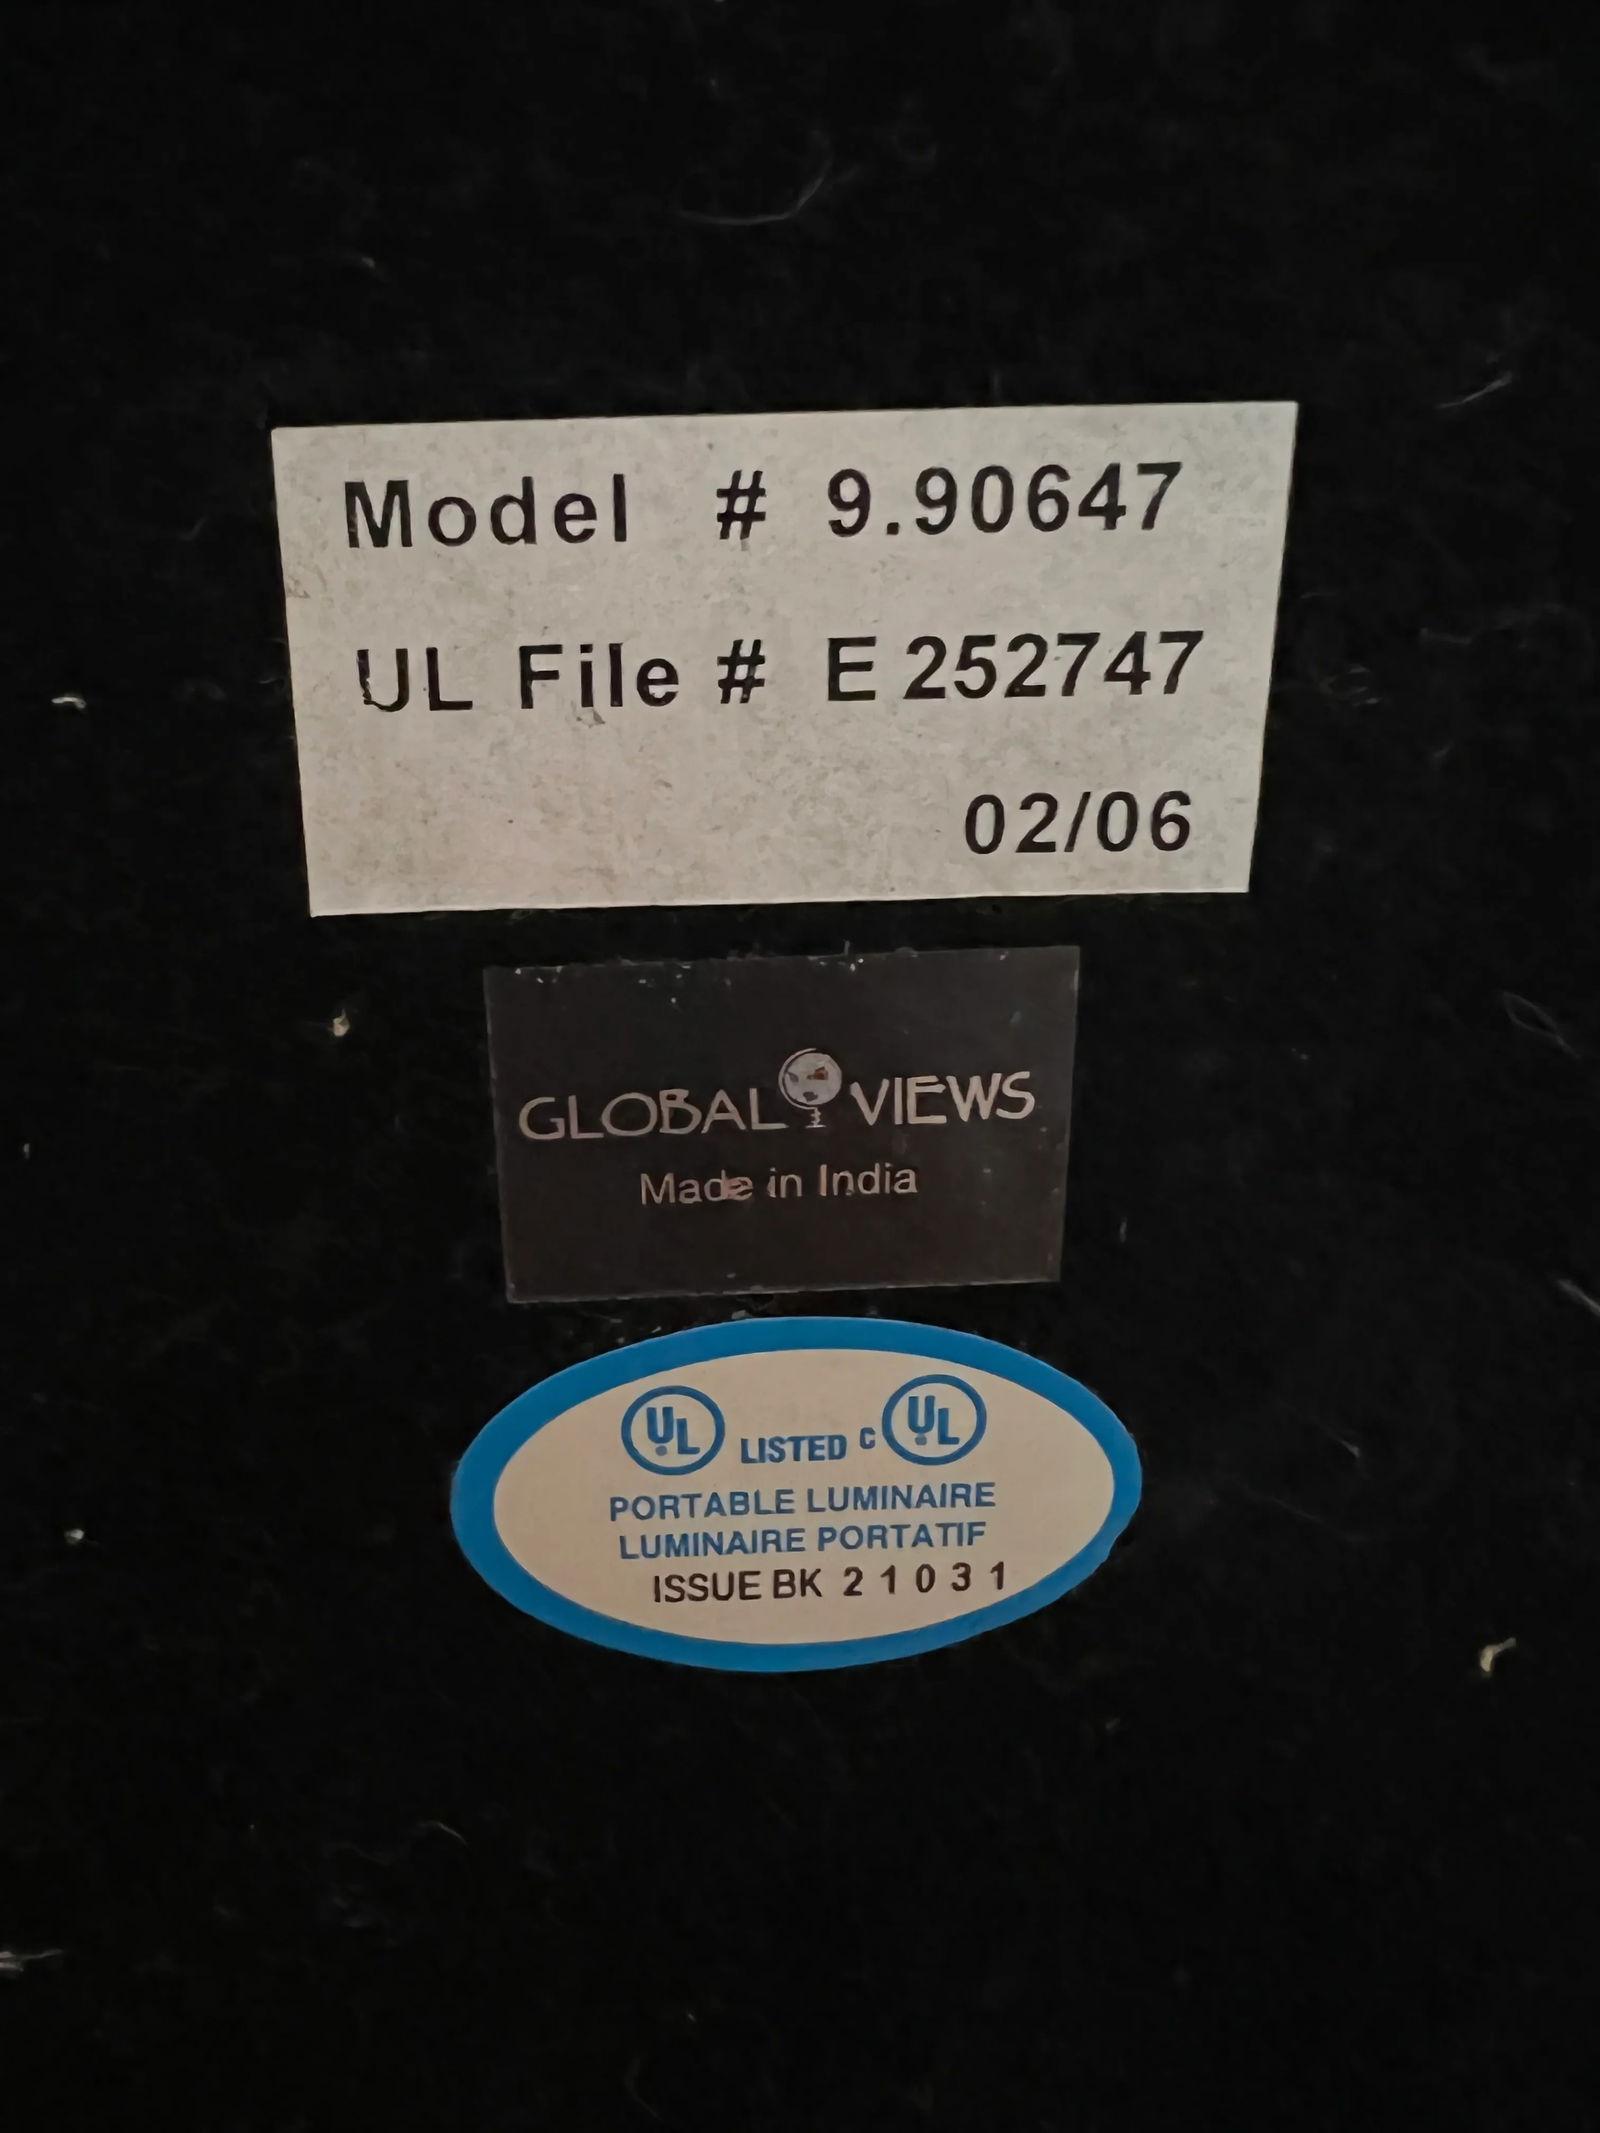 Model # 9.90647
UL File # E 252747
02/06
GLOBAL VIEWS
Made in India
UL LISTED C UL
PORTABLE LUMINAIRE
LUMINAIRE PORTATIF
ISSUE BK 21031